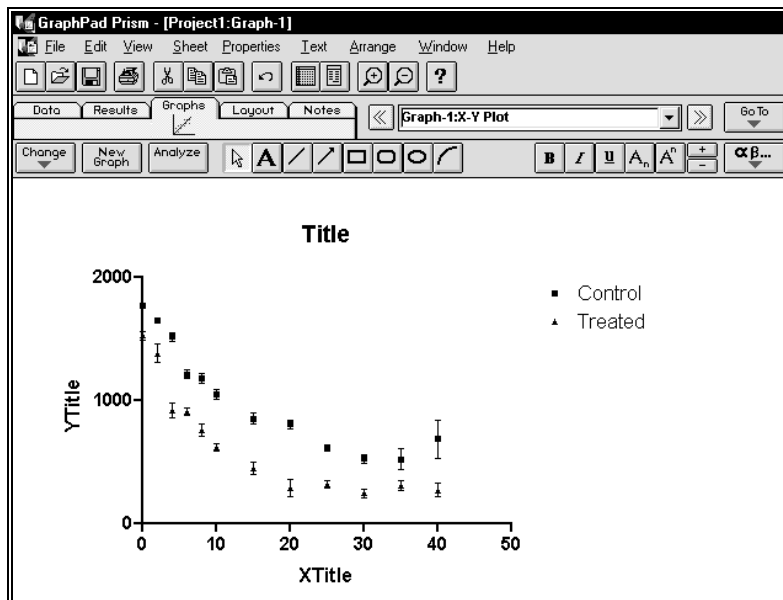 GraphPad Prism - [Project1:Graph-1]
File Edit View Sheet Properties Text Arrange Window Help
?
Data Results Graphs Layout Notes Graph-1:X-Y Plot Go To
Change New Graph Analyze A B I U An An + - αβ...
Title
2000
1000
0
YTitle
0 10 20 30 40 50
XTitle
Control
Treated